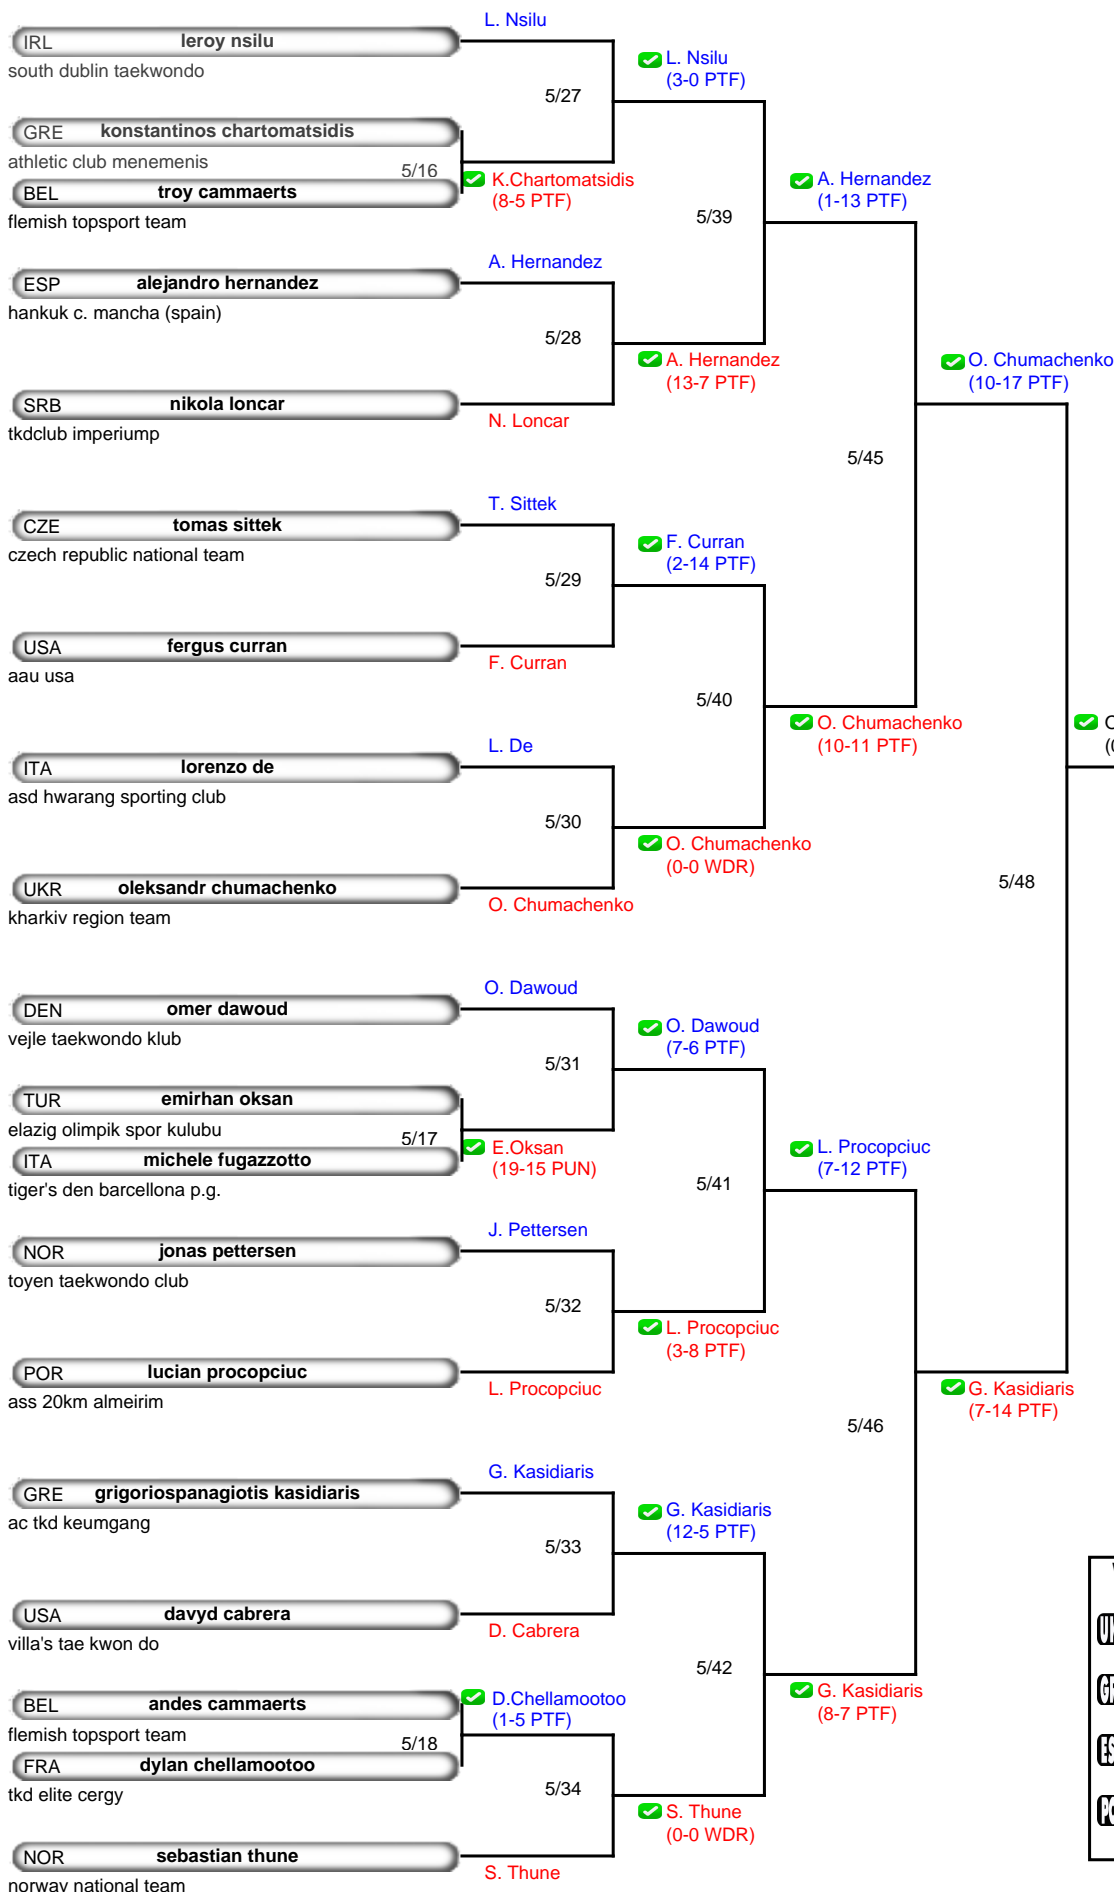 L. Nsilu
IRL leroy nsilu
south dublin taekwondo
L. Nsilu
(3-0 PTF)
5/27
GRE konstantinos chartomatsidis
athletic club menemenis
5/16
BEL troy cammaerts
flemish topsport team
K.Chartomatsidis
(8-5 PTF)
A. Hernandez
(1-13 PTF)
5/39
A. Hernandez
ESP alejandro hernandez
hankuk c. mancha (spain)
5/28
A. Hernandez
(13-7 PTF)
O. Chumachenko
(10-17 PTF)
SRB nikola loncar
tkdclub imperiump
N. Loncar
5/45
T. Sittek
CZE tomas sittek
czech republic national team
F. Curran
(2-14 PTF)
5/29
USA fergus curran
aau usa
F. Curran
5/40
O. Chumachenko
(10-11 PTF)
L. De
ITA lorenzo de
asd hwarang sporting club
5/30
O. Chumachenko
(0-0 WDR)
UKR oleksandr chumachenko
kharkiv region team
O. Chumachenko
5/48
O. Dawoud
DEN omer dawoud
vejle taekwondo klub
O. Dawoud
(7-6 PTF)
5/31
TUR emirhan oksan
elazig olimpik spor kulubu
5/17
ITA michele fugazzotto
tiger's den barcellona p.g.
E.Oksan
(19-15 PUN)
L. Procopciuc
(7-12 PTF)
5/41
J. Pettersen
NOR jonas pettersen
toyen taekwondo club
5/32
L. Procopciuc
(3-8 PTF)
POR lucian procopciuc
ass 20km almeirim
L. Procopciuc
G. Kasidiaris
(7-14 PTF)
5/46
G. Kasidiaris
GRE grigoriospanagiotis kasidiaris
ac tkd keumgang
G. Kasidiaris
(12-5 PTF)
5/33
USA davyd cabrera
villa's tae kwon do
D. Cabrera
5/42
G. Kasidiaris
(8-7 PTF)
BEL andes cammaerts
flemish topsport team
5/18
FRA dylan chellamootoo
tkd elite cergy
D.Chellamootoo
(1-5 PTF)
5/34
S. Thune
(0-0 WDR)
NOR sebastian thune
norway national team
S. Thune